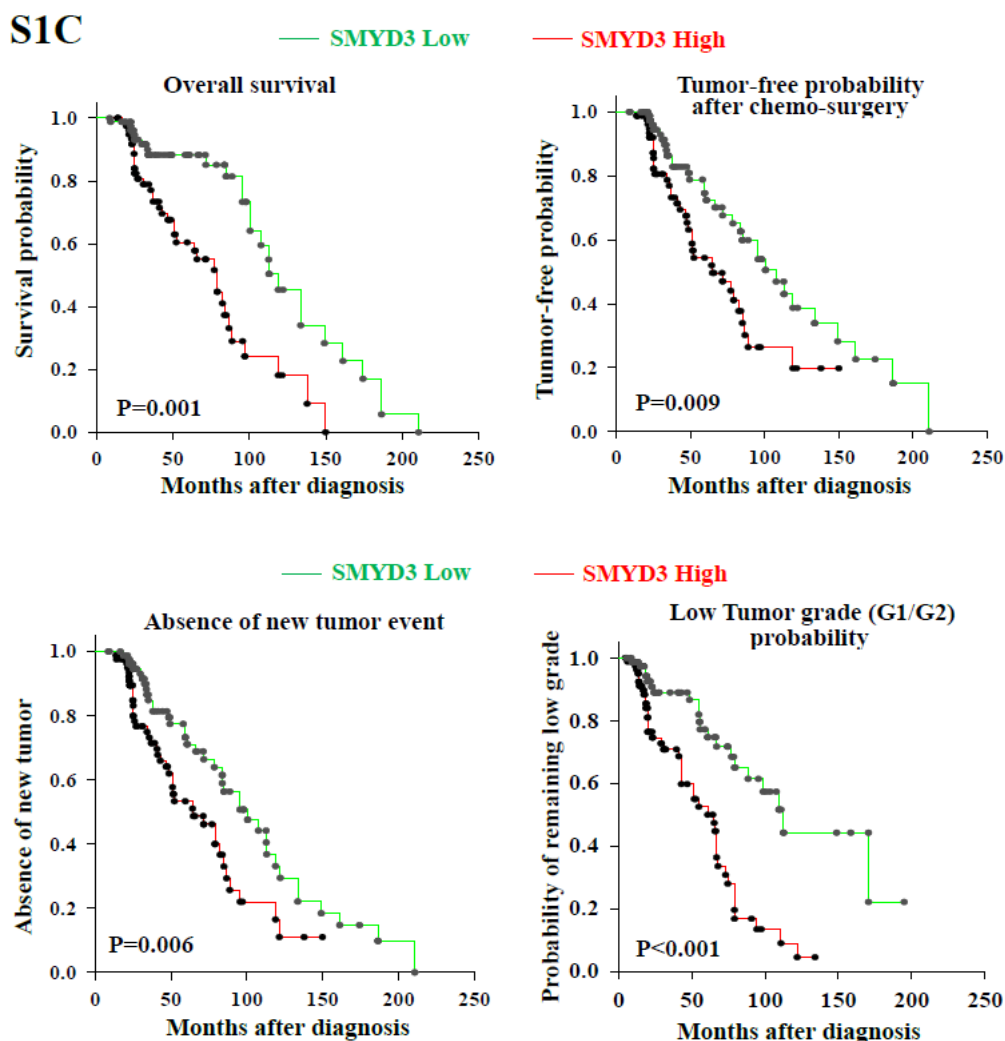 S1C
SMYD3 Low
SMYD3 High
Overall survival
Survival probability
1.0
0.8
0.6
0.4
0.2
0.0
P=0.001
0 50 100 150 200 250
Months after diagnosis
Tumor-free probability
after chemo-surgery
Tunmor-free probability
1.0
0.8
0.6
0.4
0.2
0.0
P=0.009
0 50 100 150 200 250
Months after diagnosis
SMYD3 Low
SMYD3 High
Absence of new tumor event
Absence of new tumor
1.0
0.8
0.6
0.4
0.2
0.0
P=0.006
0 50 100 150 200 250
Months after diagnosis
Low Tumor grade (G1/G2)
probability
Probability of remaining low grade
1.0
0.8
0.6
0.4
0.2
0.0
P<0.001
0 50 100 150 200 250
Months after diagnosis